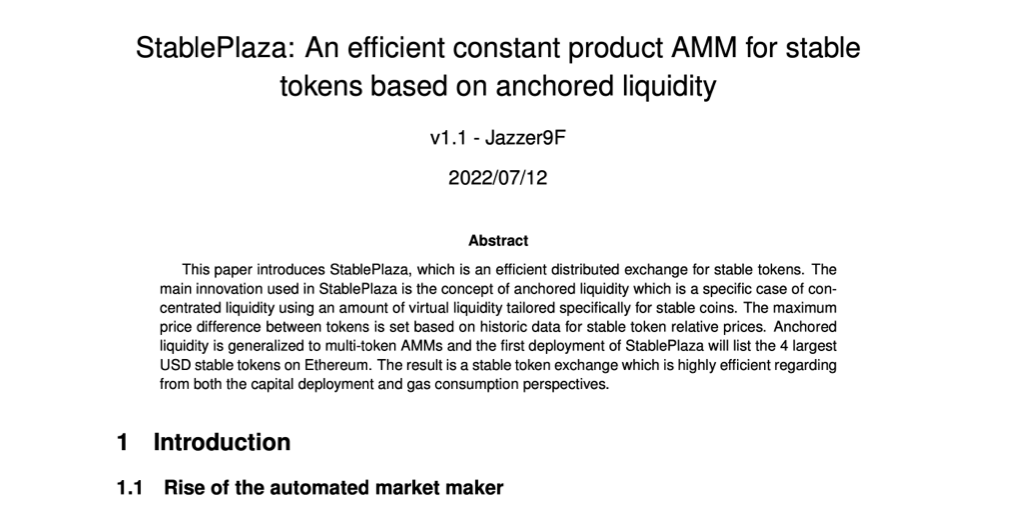 StablePlaza: An efficient constant product AMM for stable
tokens based on anchored liquidity
v1.1 - Jazzer9F
2022/07/12
Abstract
This paper introduces StablePlaza, which is an efficient distributed exchange for stable tokens. The
main innovation used in StablePlaza is the concept of anchored liquidity which is a specific case of con-
centrated liquidity using an amount of virtual liquidity tailored specifically for stable coins. The maximum
price difference between tokens is set based on historic data for stable token relative prices. Anchored
liquidity is generalized to multi-token AMMs and the first deployment of StablePlaza will list the 4 largest
USD stable tokens on Ethereum. The result is a stable token exchange which is highly efficient regarding
from both the capital deployment and gas consumption perspectives.
1 Introduction
1.1 Rise of the automated market maker